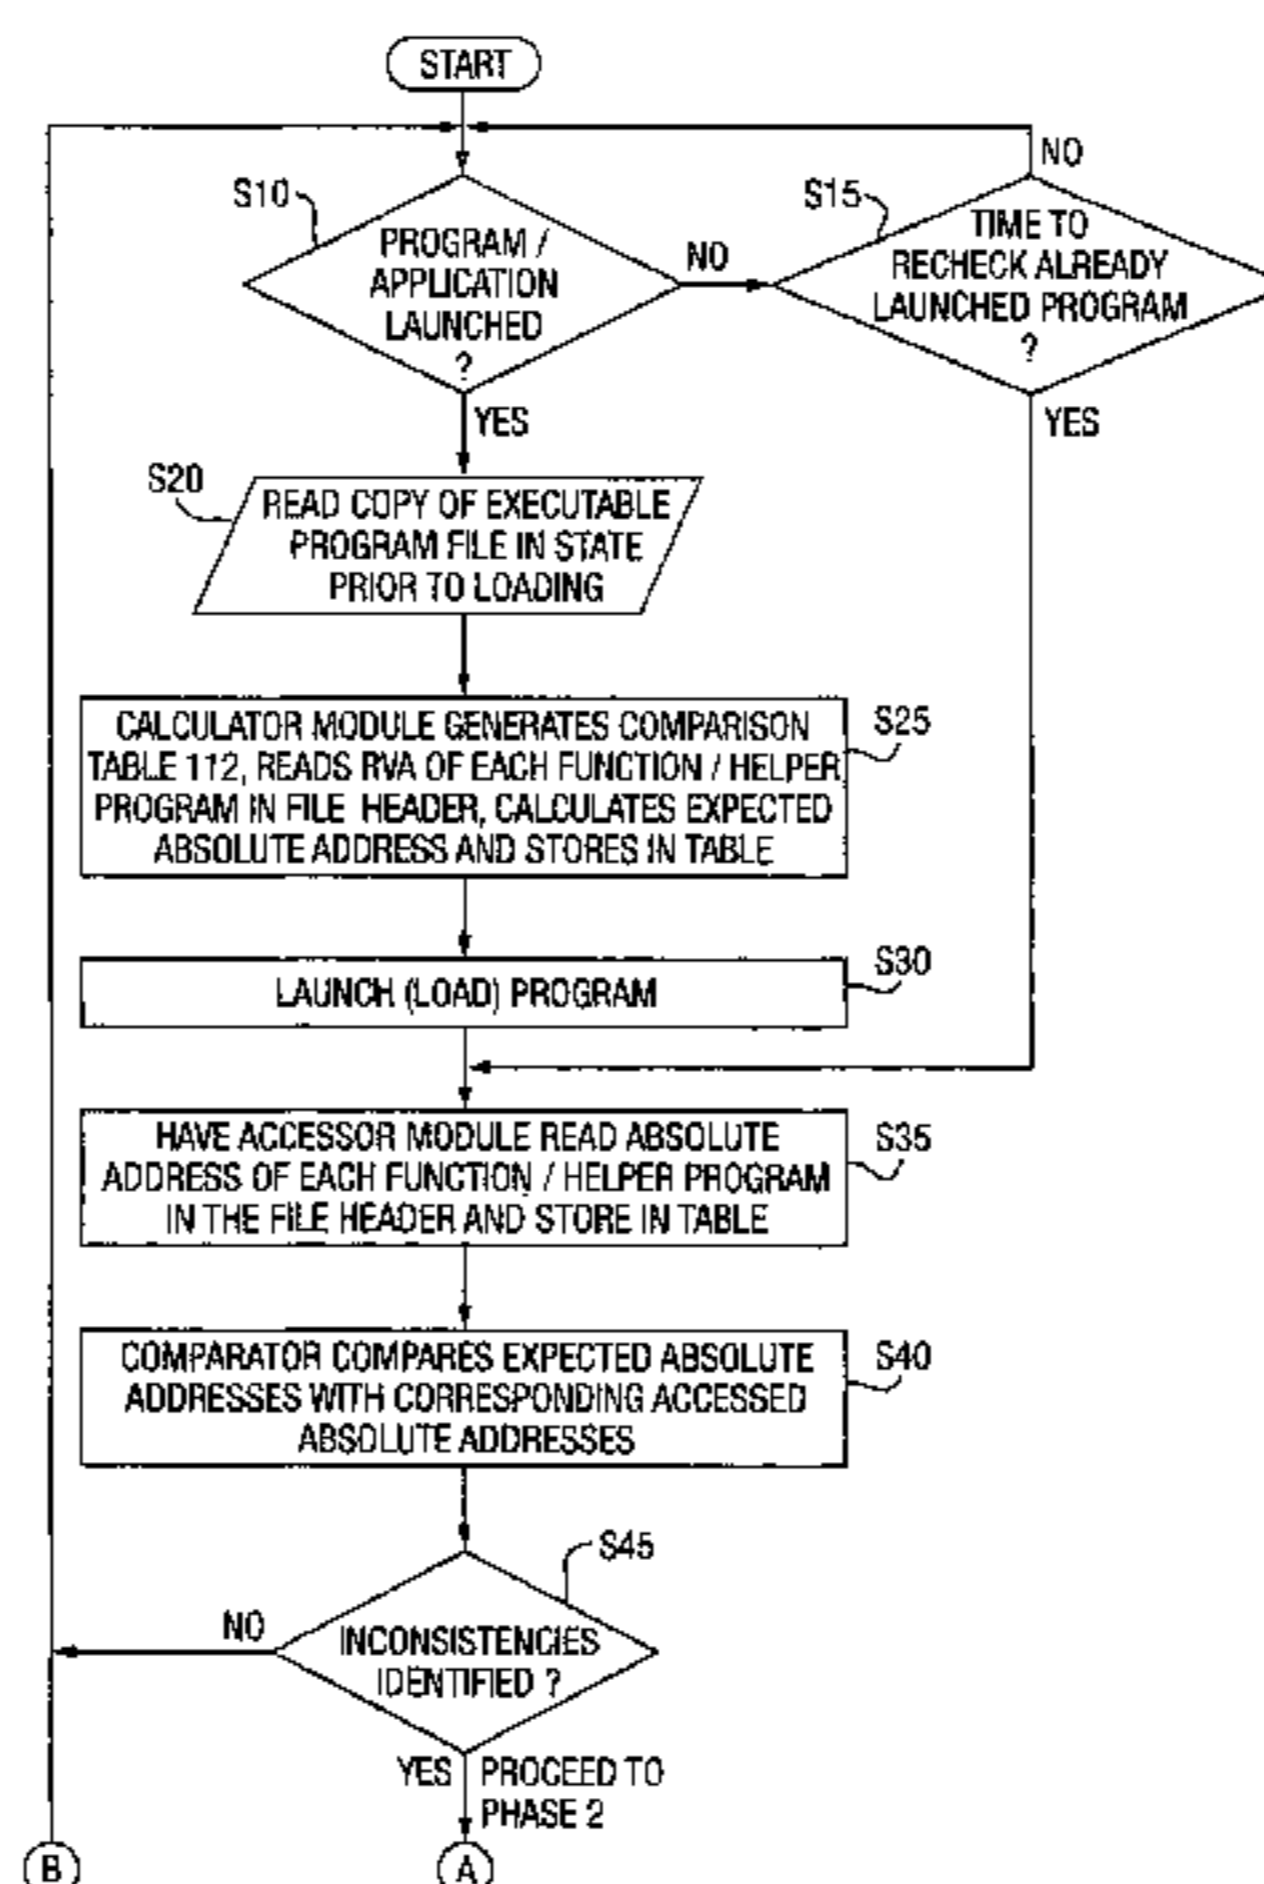 START
NO
S10
PROGRAM /
APPLICATION
LAUNCHED
?
NO
S15
TIME TO
RECHECK ALREADY
LAUNCHED PROGRAM
?
YES
YES
S20
READ COPY OF EXECUTABLE
PROGRAM FILE IN STATE
PRIOR TO LOADING
CALCULATOR MODULE GENERATES COMPARISON
TABLE 112, READS RVA OF EACH FUNCTION / HELPER
PROGRAM IN FILE HEADER, CALCULATES EXPECTED
ABSOLUTE ADDRESS AND STORES IN TABLE
S25
LAUNCH (LOAD) PROGRAM
S30
HAVE ACCESSOR MODULE READ ABSOLUTE
ADDRESS OF EACH FUNCTION / HELPER PROGRAM
IN THE FILE HEADER AND STORE IN TABLE
S35
COMPARATOR COMPARES EXPECTED ABSOLUTE
ADDRESSES WITH CORRESPONDING ACCESSED
ABSOLUTE ADDRESSES
S40
S45
NO
INCONSISTENCIES
IDENTIFIED ?
YES
PROCEED TO
PHASE 2
B
A